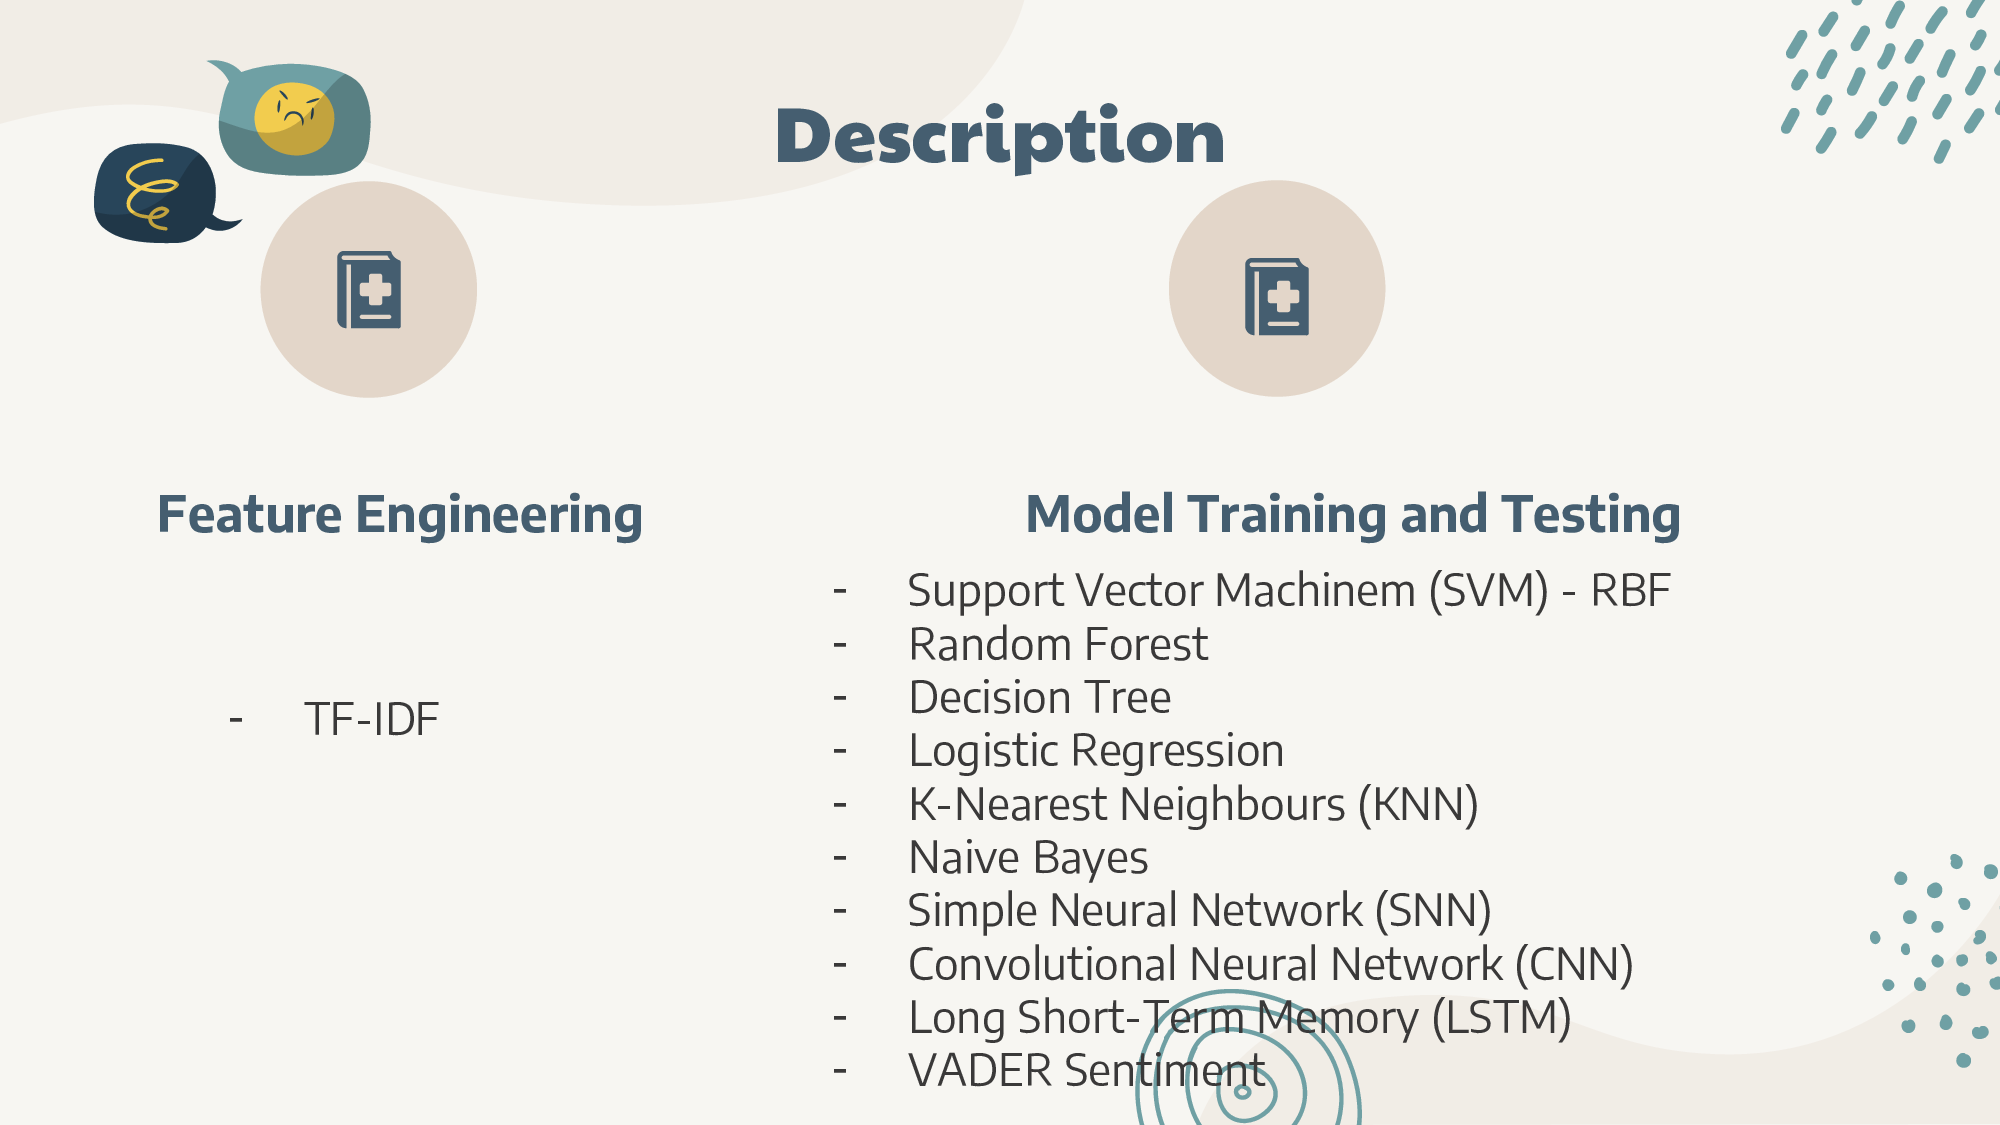 Description
Feature Engineering
- TF-IDF
Model Training and Testing
- Support Vector Machinem (SVM) - RBF
- Random Forest
- Decision Tree
- Logistic Regression
- K-Nearest Neighbours (KNN)
- Naive Bayes
- Simple Neural Network (SNN)
- Convolutional Neural Network (CNN)
- Long Short-Term Memory (LSTM)
- VADER Sentiment